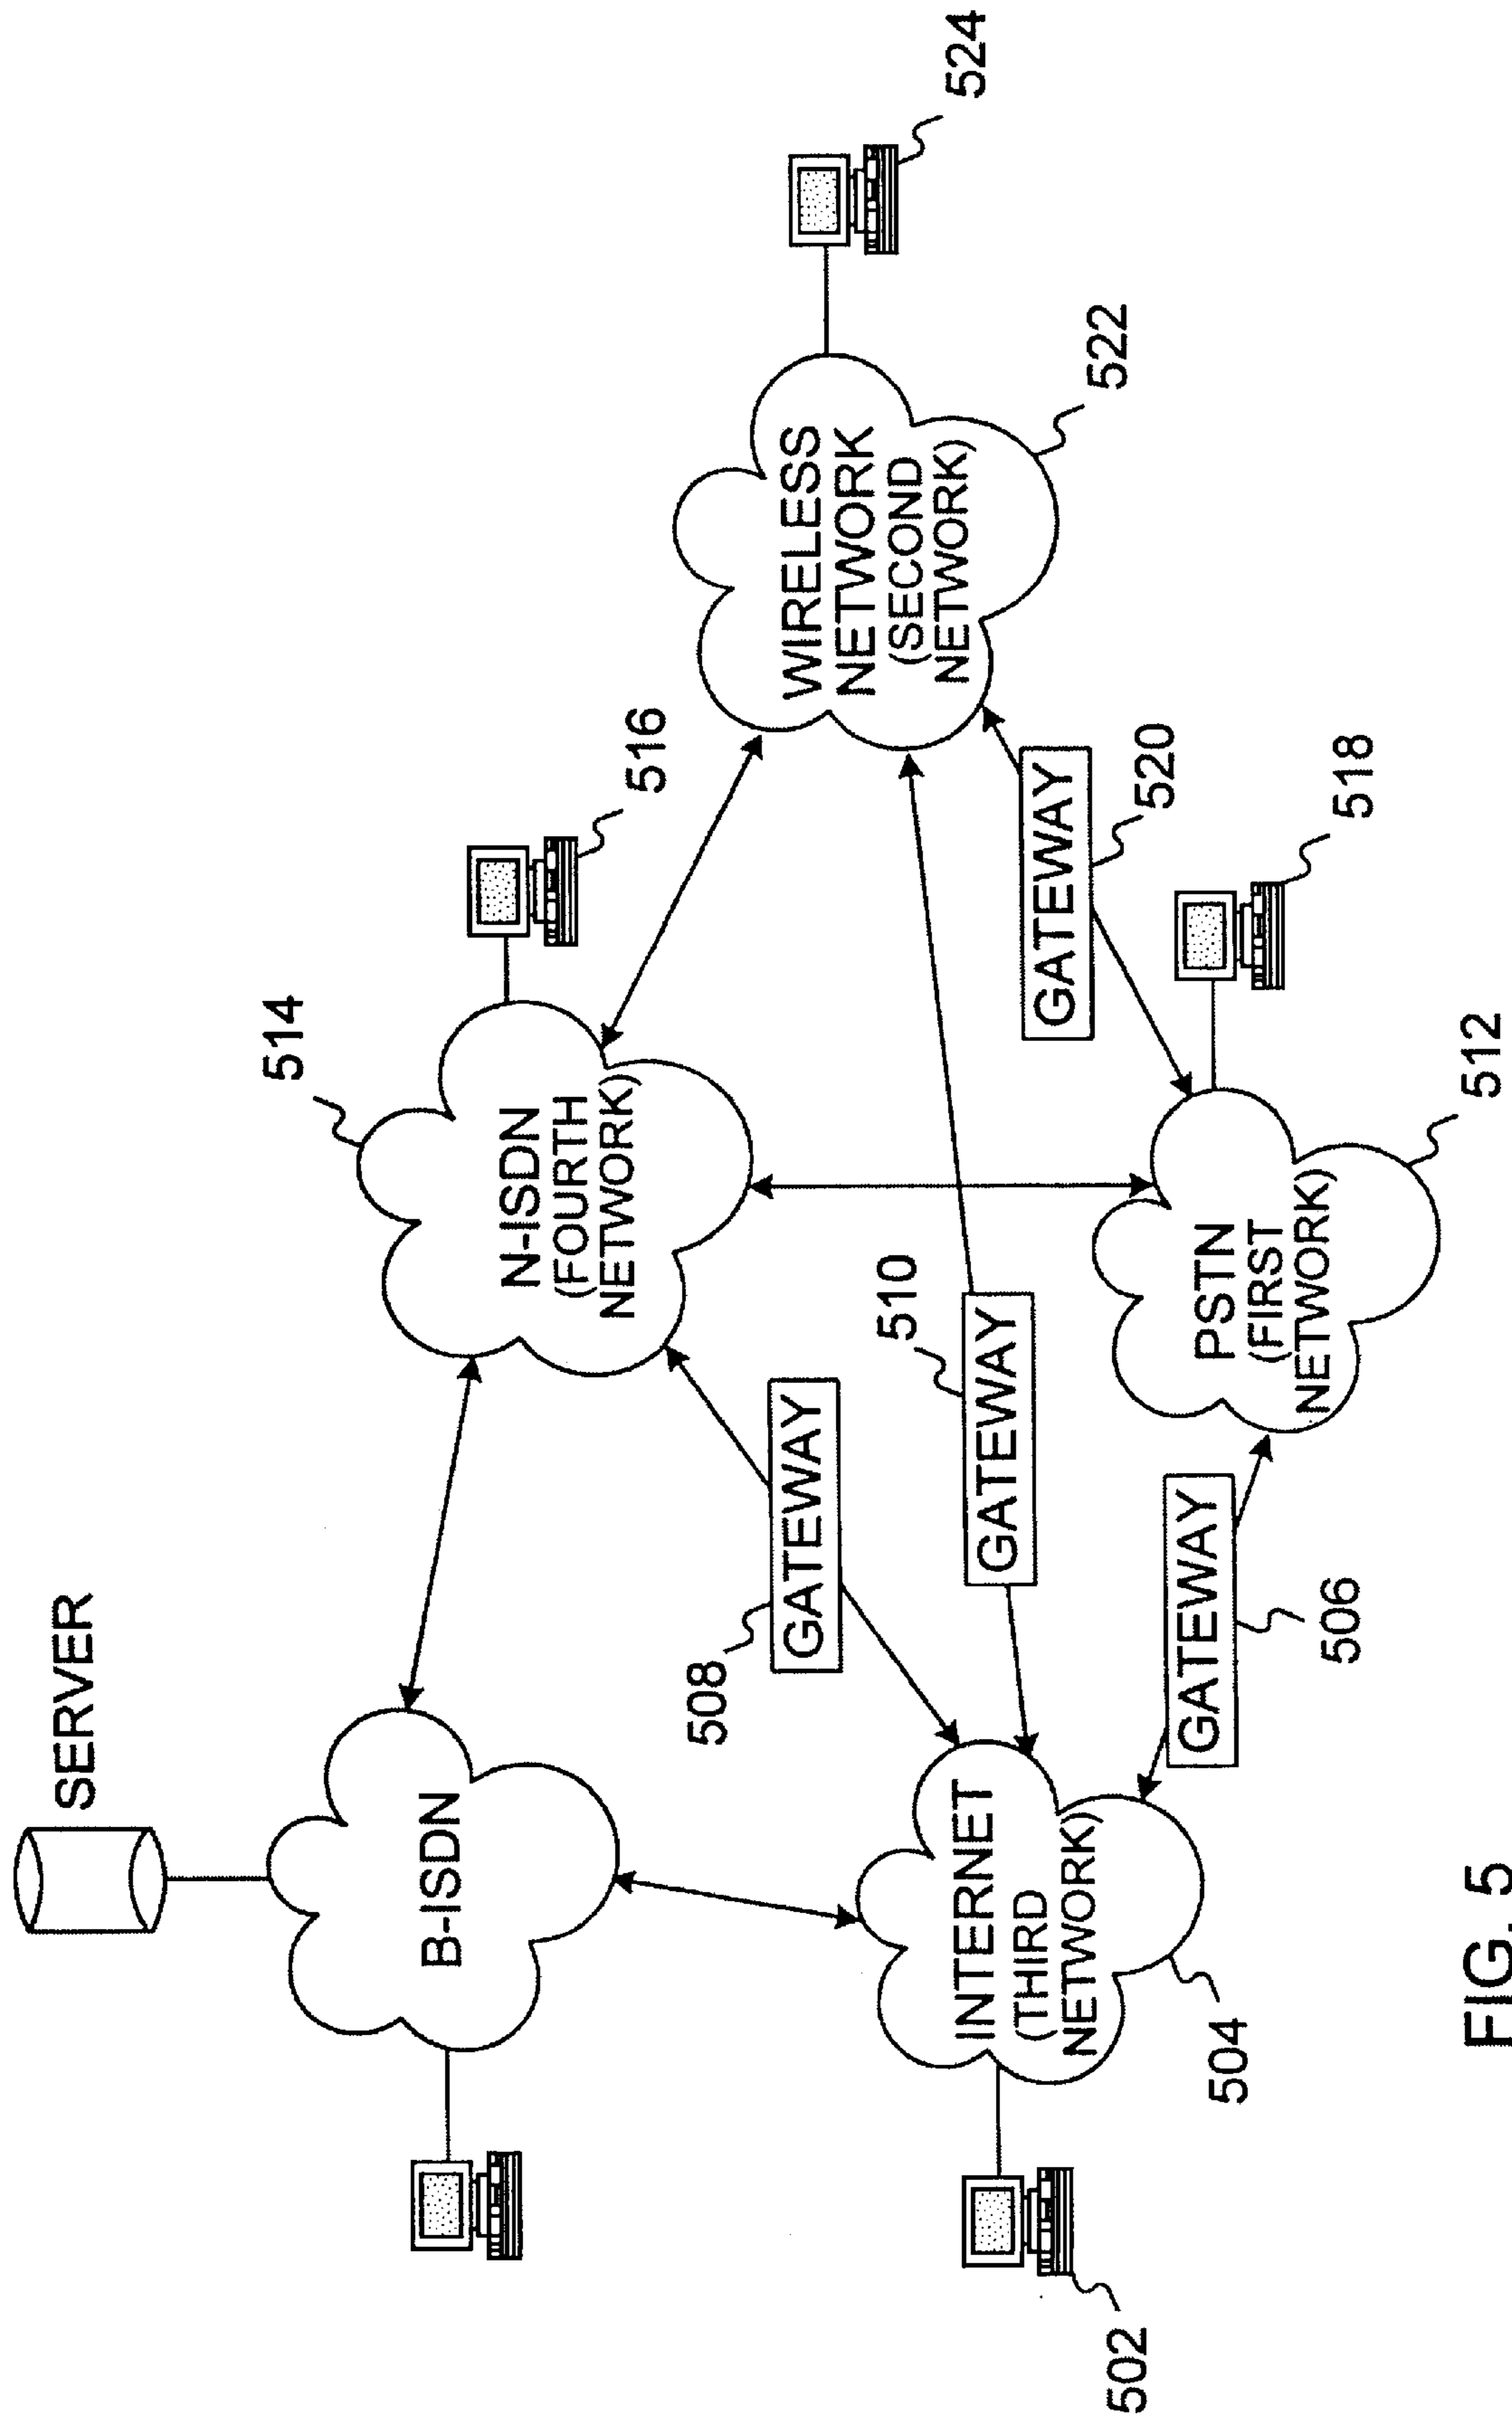 SERVER
B-ISDN
514
N-ISDN
(FOURTH
NETWORK)
516
508
GATEWAY
510
GATEWAY
WIRELESS
NETWORK
(SECOND
NETWORK)
524
522
INTERNET
(THIRD
NETWORK)
502
504
GATEWAY
506
PSTN
(FIRST
NETWORK)
512
GATEWAY
520
518
FIG. 5